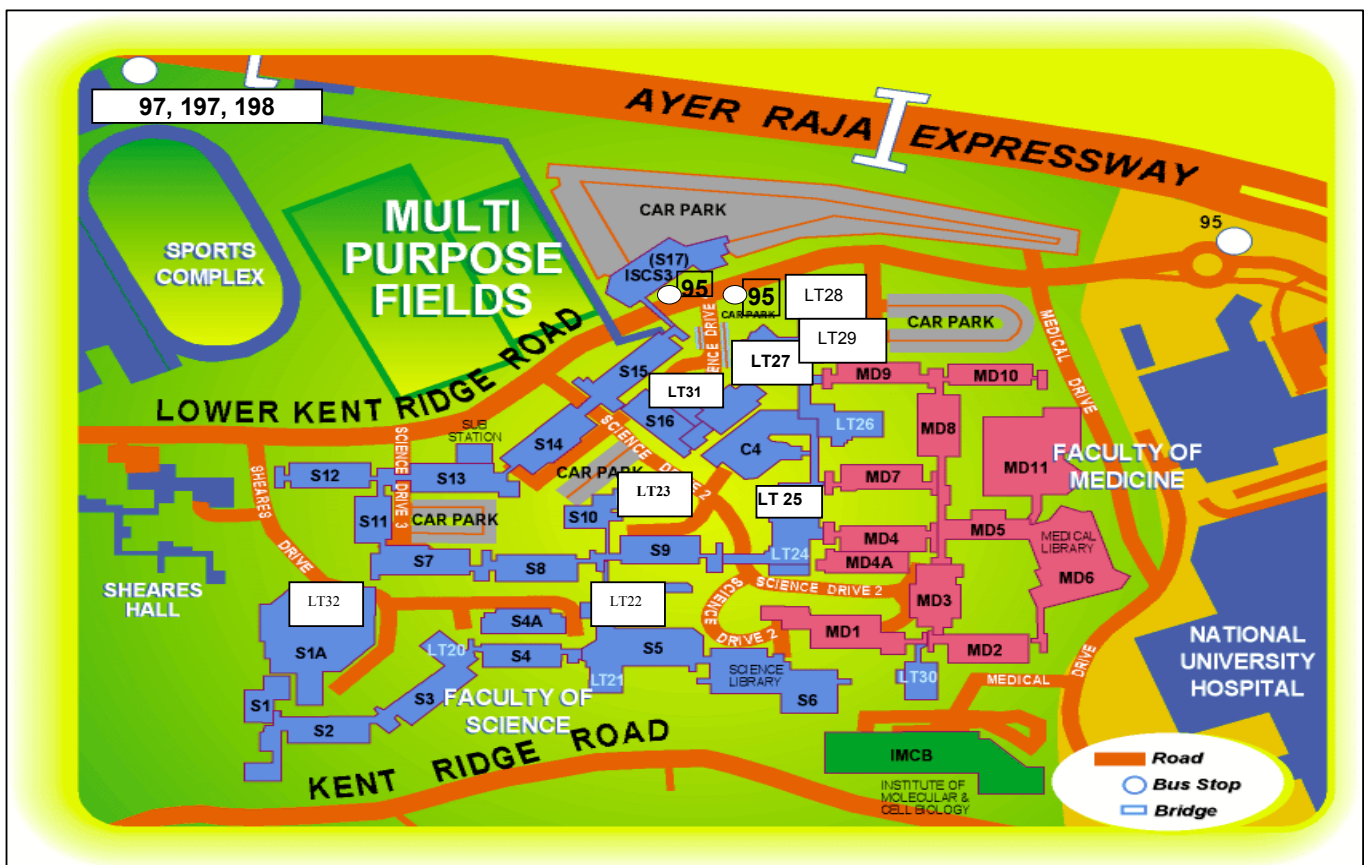 97, 197, 198
AYER RAJA EXPRESSWAY
95
SPORTS
COMPLEX
MULTI
PURPOSE
FIELDS
CAR PARK
(S17)
ISCS3
95
95
CAR PARK
LT28
LT29
LT27
CAR PARK
MEDICAL DRIVE
LOWER KENT RIDGE ROAD
S15
LT31
MD9
MD10
SUB
STATION
S14
S16
SCIENCE DRIVE 2
C4
LT26
MD8
MD11
FACULTY OF
MEDICINE
SHEARES
DRIVE
S12
SCIENCE DRIVE 3
S13
CAR PARK
LT23
LT 25
MD7
S11
CAR PARK
S10
MD4
MD5
MEDICAL
LIBRARY
MD6
S7
S8
S9
LT24
MD4A
SHEARES
HALL
LT32
LT22
SCIENCE
DRIVE 2
SCIENCE DRIVE 2
MD3
S4A
MD1
S1A
LT20
S4
S5
MD2
NATIONAL
UNIVERSITY
HOSPITAL
S1
S3
FACULTY OF
SCIENCE
LT21
SCIENCE
LIBRARY
S6
LT30
MEDICAL
DRIVE
S2
KENT RIDGE ROAD
IMCB
INSTITUTE OF
MOLECULAR &
CELL BIOLOGY
Road
Bus Stop
Bridge